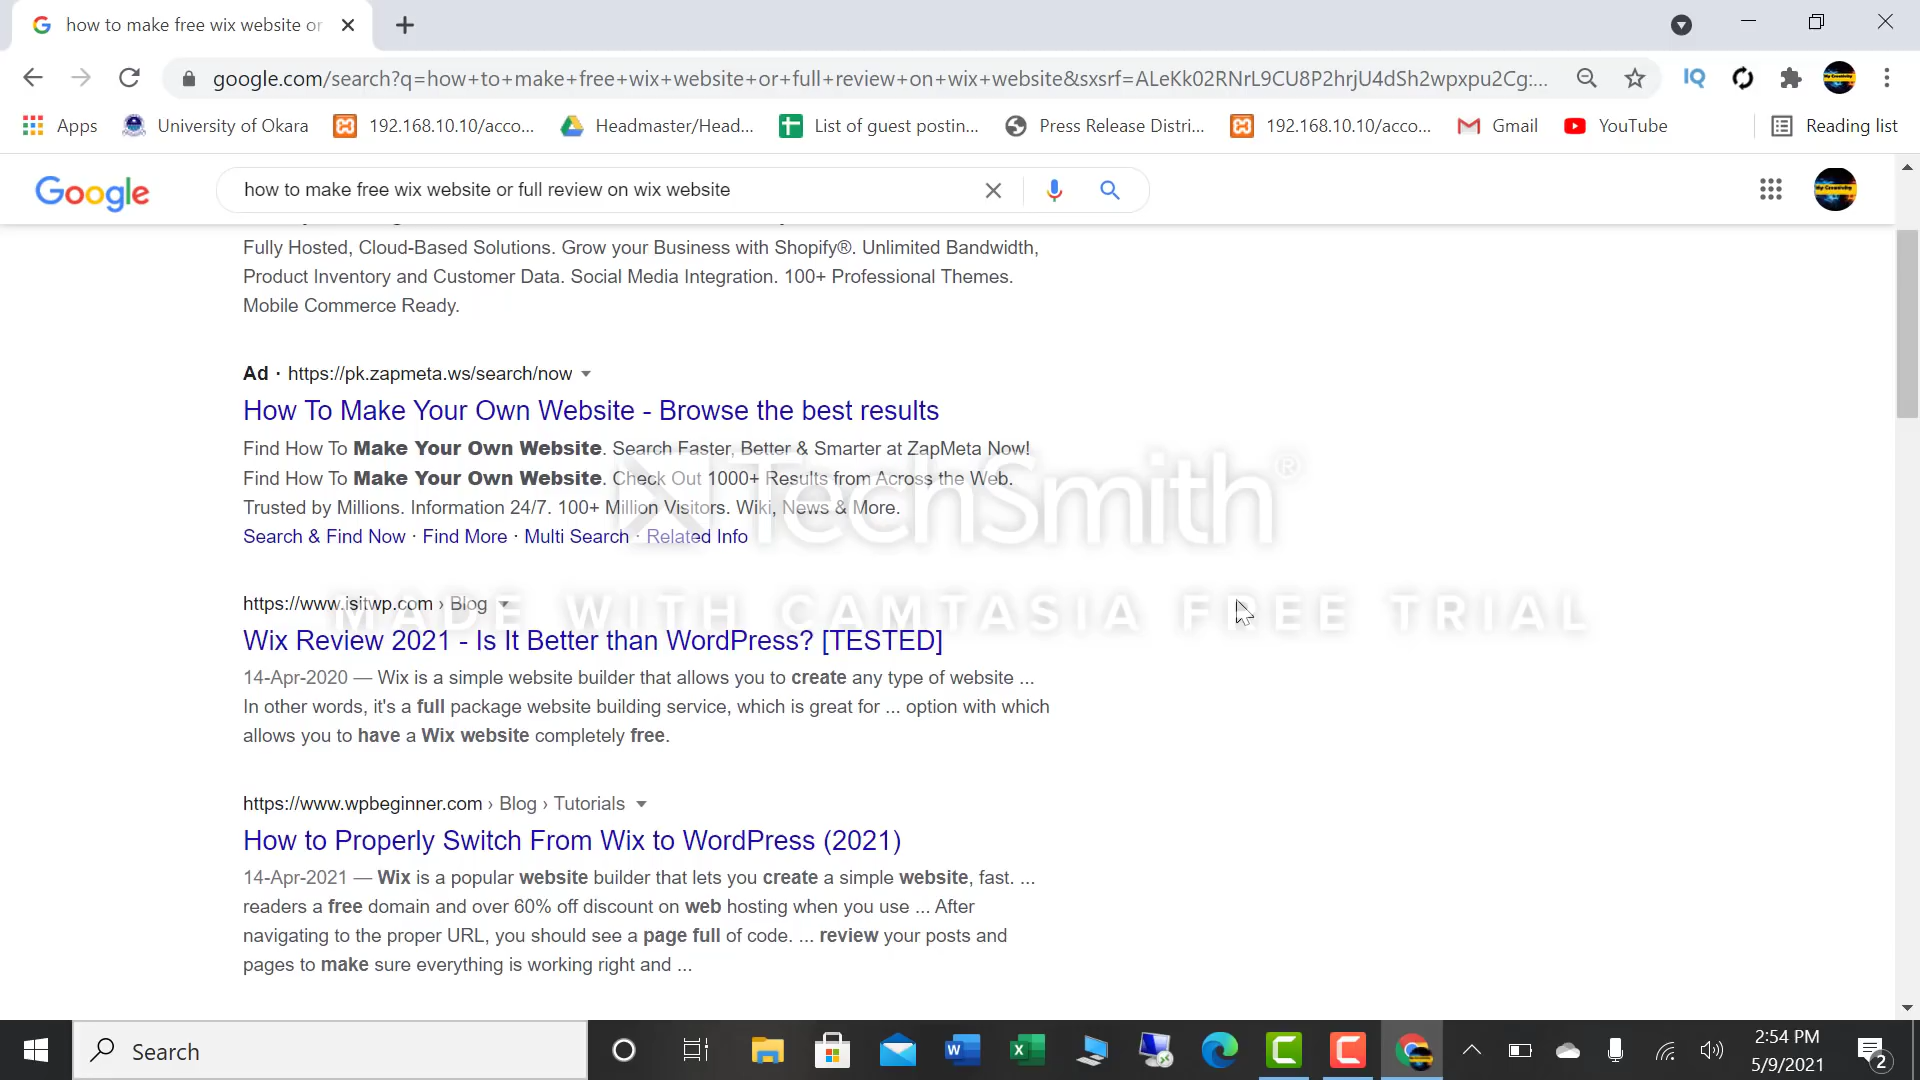 how to make free wix website or
google.com/search?q=how+to+make+free+wix+website+or+full+review+on+wix+website&sxsrf=ALeKk02RNrL9CU8P2hrjU4dSh2wpxpu2Cg:...
Apps University of Okara 192.168.10.10/acco... Headmaster/Head... List of guest postin... Press Release Distri... 192.168.10.10/acco... Gmail YouTube Reading list
Google how to make free wix website or full review on wix website
Fully Hosted, Cloud-Based Solutions. Grow your Business with Shopify®. Unlimited Bandwidth,
Product Inventory and Customer Data. Social Media Integration. 100+ Professional Themes.
Mobile Commerce Ready.
Ad · https://pk.zapmeta.ws/search/now
How To Make Your Own Website - Browse the best results
Find How To Make Your Own Website. Search Faster, Better & Smarter at ZapMeta Now!
Find How To Make Your Own Website. Check Out 1000+ Results from Across the Web.
Trusted by Millions. Information 24/7. 100+ Million Visitors. Wiki, News & More.
Search & Find Now · Find More · Multi Search · Related Info
TechSmith®
MADE WITH CAMTASIA FREE TRIAL
https://www.isitwp.com › Blog
Wix Review 2021 - Is It Better than WordPress? [TESTED]
14-Apr-2020 — Wix is a simple website builder that allows you to create any type of website ...
In other words, it's a full package website building service, which is great for ... option with which
allows you to have a Wix website completely free.
https://www.wpbeginner.com › Blog › Tutorials
How to Properly Switch From Wix to WordPress (2021)
14-Apr-2021 — Wix is a popular website builder that lets you create a simple website, fast. ...
readers a free domain and over 60% off discount on web hosting when you use ... After
navigating to the proper URL, you should see a page full of code. ... review your posts and
pages to make sure everything is working right and ...
Search
2:54 PM
5/9/2021
2